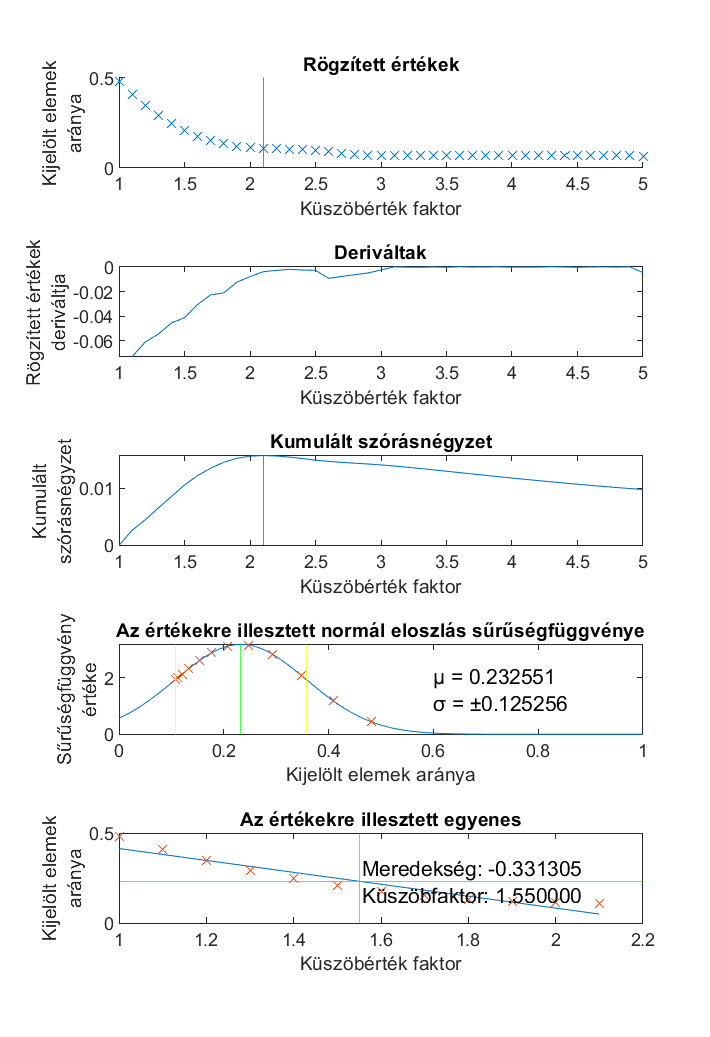 Rögzített értékek
Kijelölt elemek
aránya
0.5
0
1 1.5 2 2.5 3 3.5 4 4.5 5
Küszöbérték faktor
Deriváltak
Rögzített értékek
deriváltja
0
-0.02
-0.04
-0.06
1 1.5 2 2.5 3 3.5 4 4.5 5
Küszöbérték faktor
Kumulált szórásnégyzet
Kumulált
szórásnégyzet
0.01
0
1 1.5 2 2.5 3 3.5 4 4.5 5
Küszöbérték faktor
Az értékekre illesztett normál eloszlás sűrűségfüggvénye
Sűrűségfüggvény
értéke
2
0
μ = 0.232551
σ = ±0.125256
0 0.2 0.4 0.6 0.8 1
Kijelölt elemek aránya
Az értékekre illesztett egyenes
Kijelölt elemek
aránya
0.5
0
Meredekség: -0.331305
Küszöbfaktor: 1.550000
1 1.2 1.4 1.6 1.8 2 2.2
Küszöbérték faktor